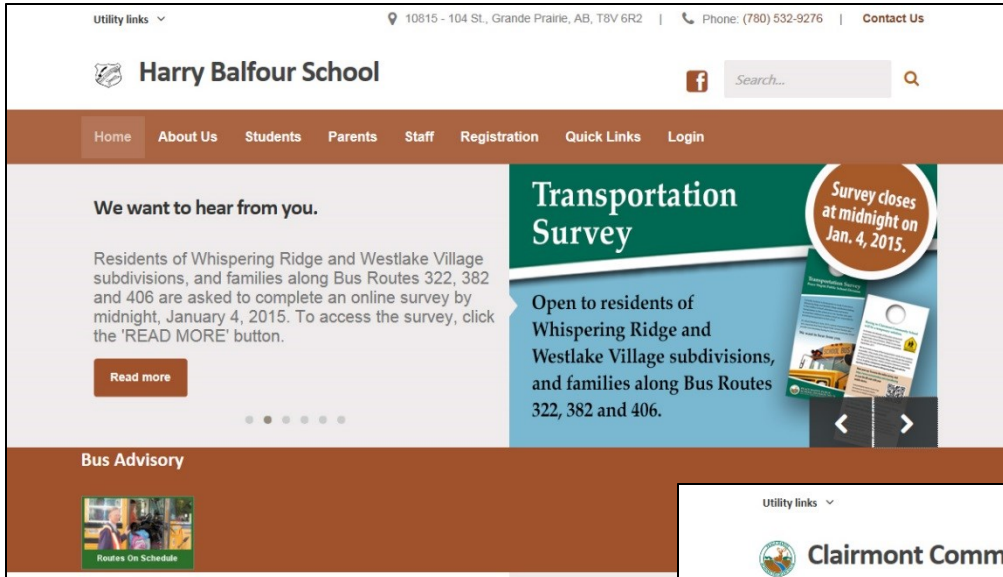 Utility links
10815 - 104 St., Grande Prairie, AB, T8V 6R2 | Phone: (780) 532-9276 | Contact Us
Harry Balfour School
Search...
Home About Us Students Parents Staff Registration Quick Links Login
We want to hear from you.
Residents of Whispering Ridge and Westlake Village
subdivisions, and families along Bus Routes 322, 382
and 406 are asked to complete an online survey by
midnight, January 4, 2015. To access the survey, click
the 'READ MORE' button.
Read more
Transportation
Survey
Survey closes
at midnight on
Jan. 4, 2015.
Open to residents of
Whispering Ridge and
Westlake Village subdivisions,
and families along Bus Routes
322, 382 and 406.
Transportation Survey
SCHOOL BUS
Bus Advisory
Routes On Schedule
Utility links
Clairmont Comm